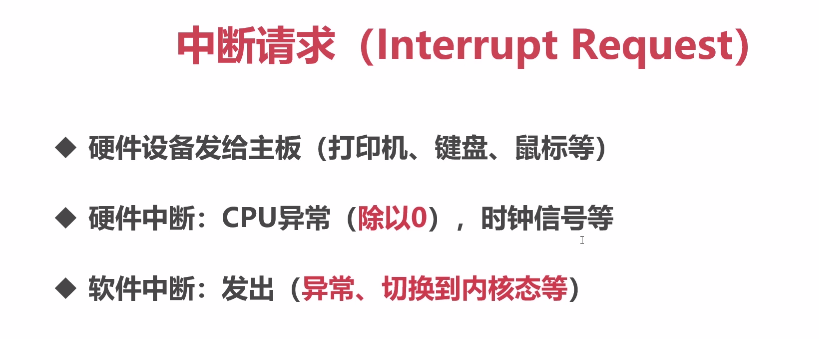 中断请求（Interrupt Request）
◆ 硬件设备发给主板（打印机、键盘、鼠标等）
◆ 硬件中断：CPU异常（除以0），时钟信号等
◆ 软件中断：发出（异常、切换到内核态等）